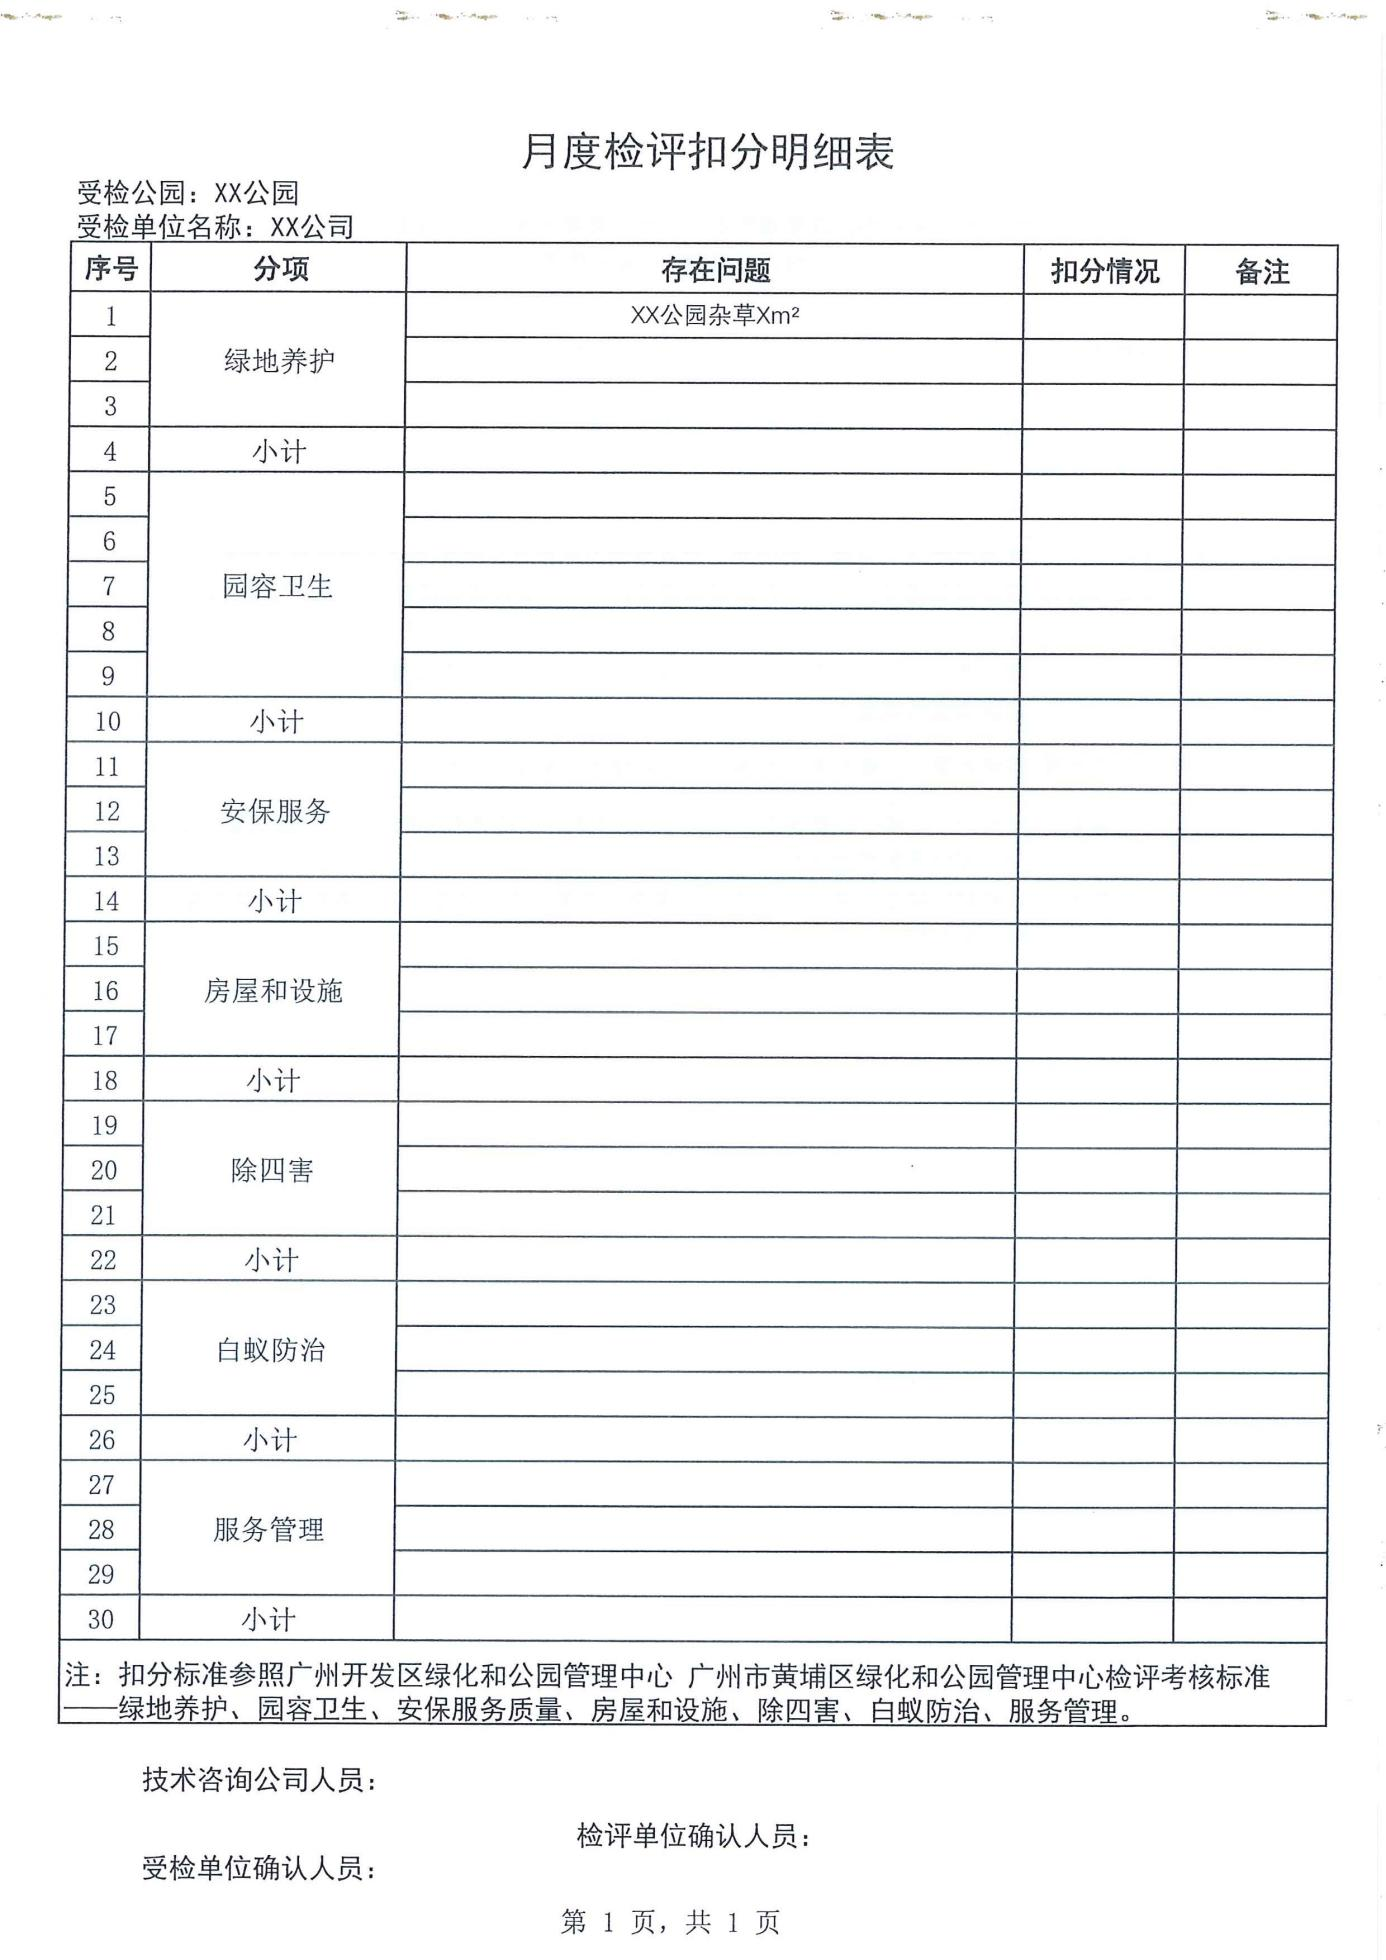 月度检评扣分明细表
受检公园：XX公园
受检单位名称：XX公司
序号 分项 存在问题 扣分情况 备注
1 XX公园杂草Xm²
2 绿地养护
3
4 小计
5
6
7 园容卫生
8
9
10 小计
11
12 安保服务
13
14 小计
15
16 房屋和设施
17
18 小计
19
20 除四害
21
22 小计
23
24 白蚁防治
25
26 小计
27
28 服务管理
29
30 小计
注：扣分标准参照广州开发区绿化和公园管理中心 广州市黄埔区绿化和公园管理中心检评考核标准
——绿地养护、园容卫生、安保服务质量、房屋和设施、除四害、白蚁防治、服务管理。
技术咨询公司人员：
检评单位确认人员：
受检单位确认人员：
第 1 页，共 1 页